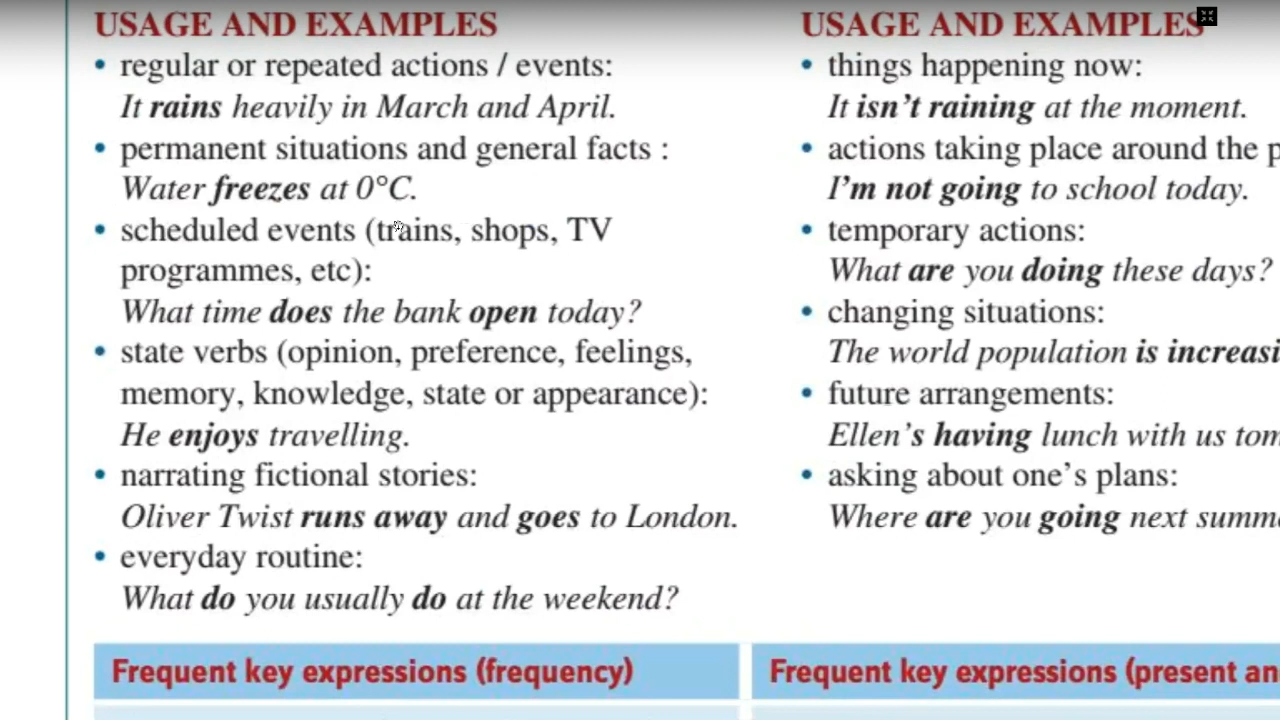 USAGE AND EXAMPLES
• regular or repeated actions / events:
It rains heavily in March and April.
• permanent situations and general facts :
Water freezes at 0°C.
• scheduled events (trains, shops, TV
programmes, etc):
What time does the bank open today?
• state verbs (opinion, preference, feelings,
memory, knowledge, state or appearance):
He enjoys travelling.
• narrating fictional stories:
Oliver Twist runs away and goes to London.
• everyday routine:
What do you usually do at the weekend?
Frequent key expressions (frequency)
USAGE AND EXAMPLES
• things happening now:
It isn’t raining at the moment.
• actions taking place around the
I’m not going to school today.
• temporary actions:
What are you doing these days?
• changing situations:
The world population is
• future arrangements:
Ellen’s having lunch with us
• asking about one’s plans:
Where are you going next
Frequent key expressions (present